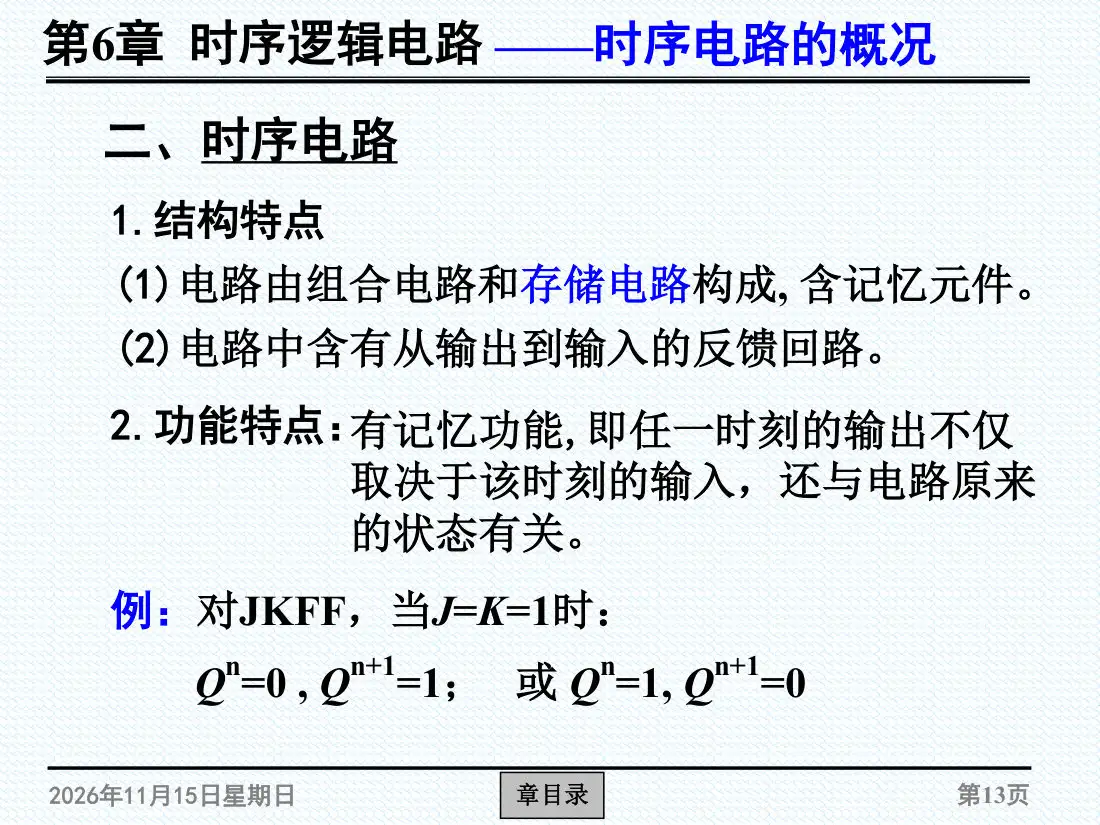 第6章 时序逻辑电路 ——时序电路的概况
二、时序电路
1.结构特点
(1)电路由组合电路和存储电路构成,含记忆元件。
(2)电路中含有从输出到输入的反馈回路。
2.功能特点:有记忆功能,即任一时刻的输出不仅
取决于该时刻的输入，还与电路原来
的状态有关。
例：对JKFF，当J=K=1时：
Qⁿ=0 , Qⁿ⁺¹=1； 或 Qⁿ=1, Qⁿ⁺¹=0
2026年11月15日星期日 章目录 第13页